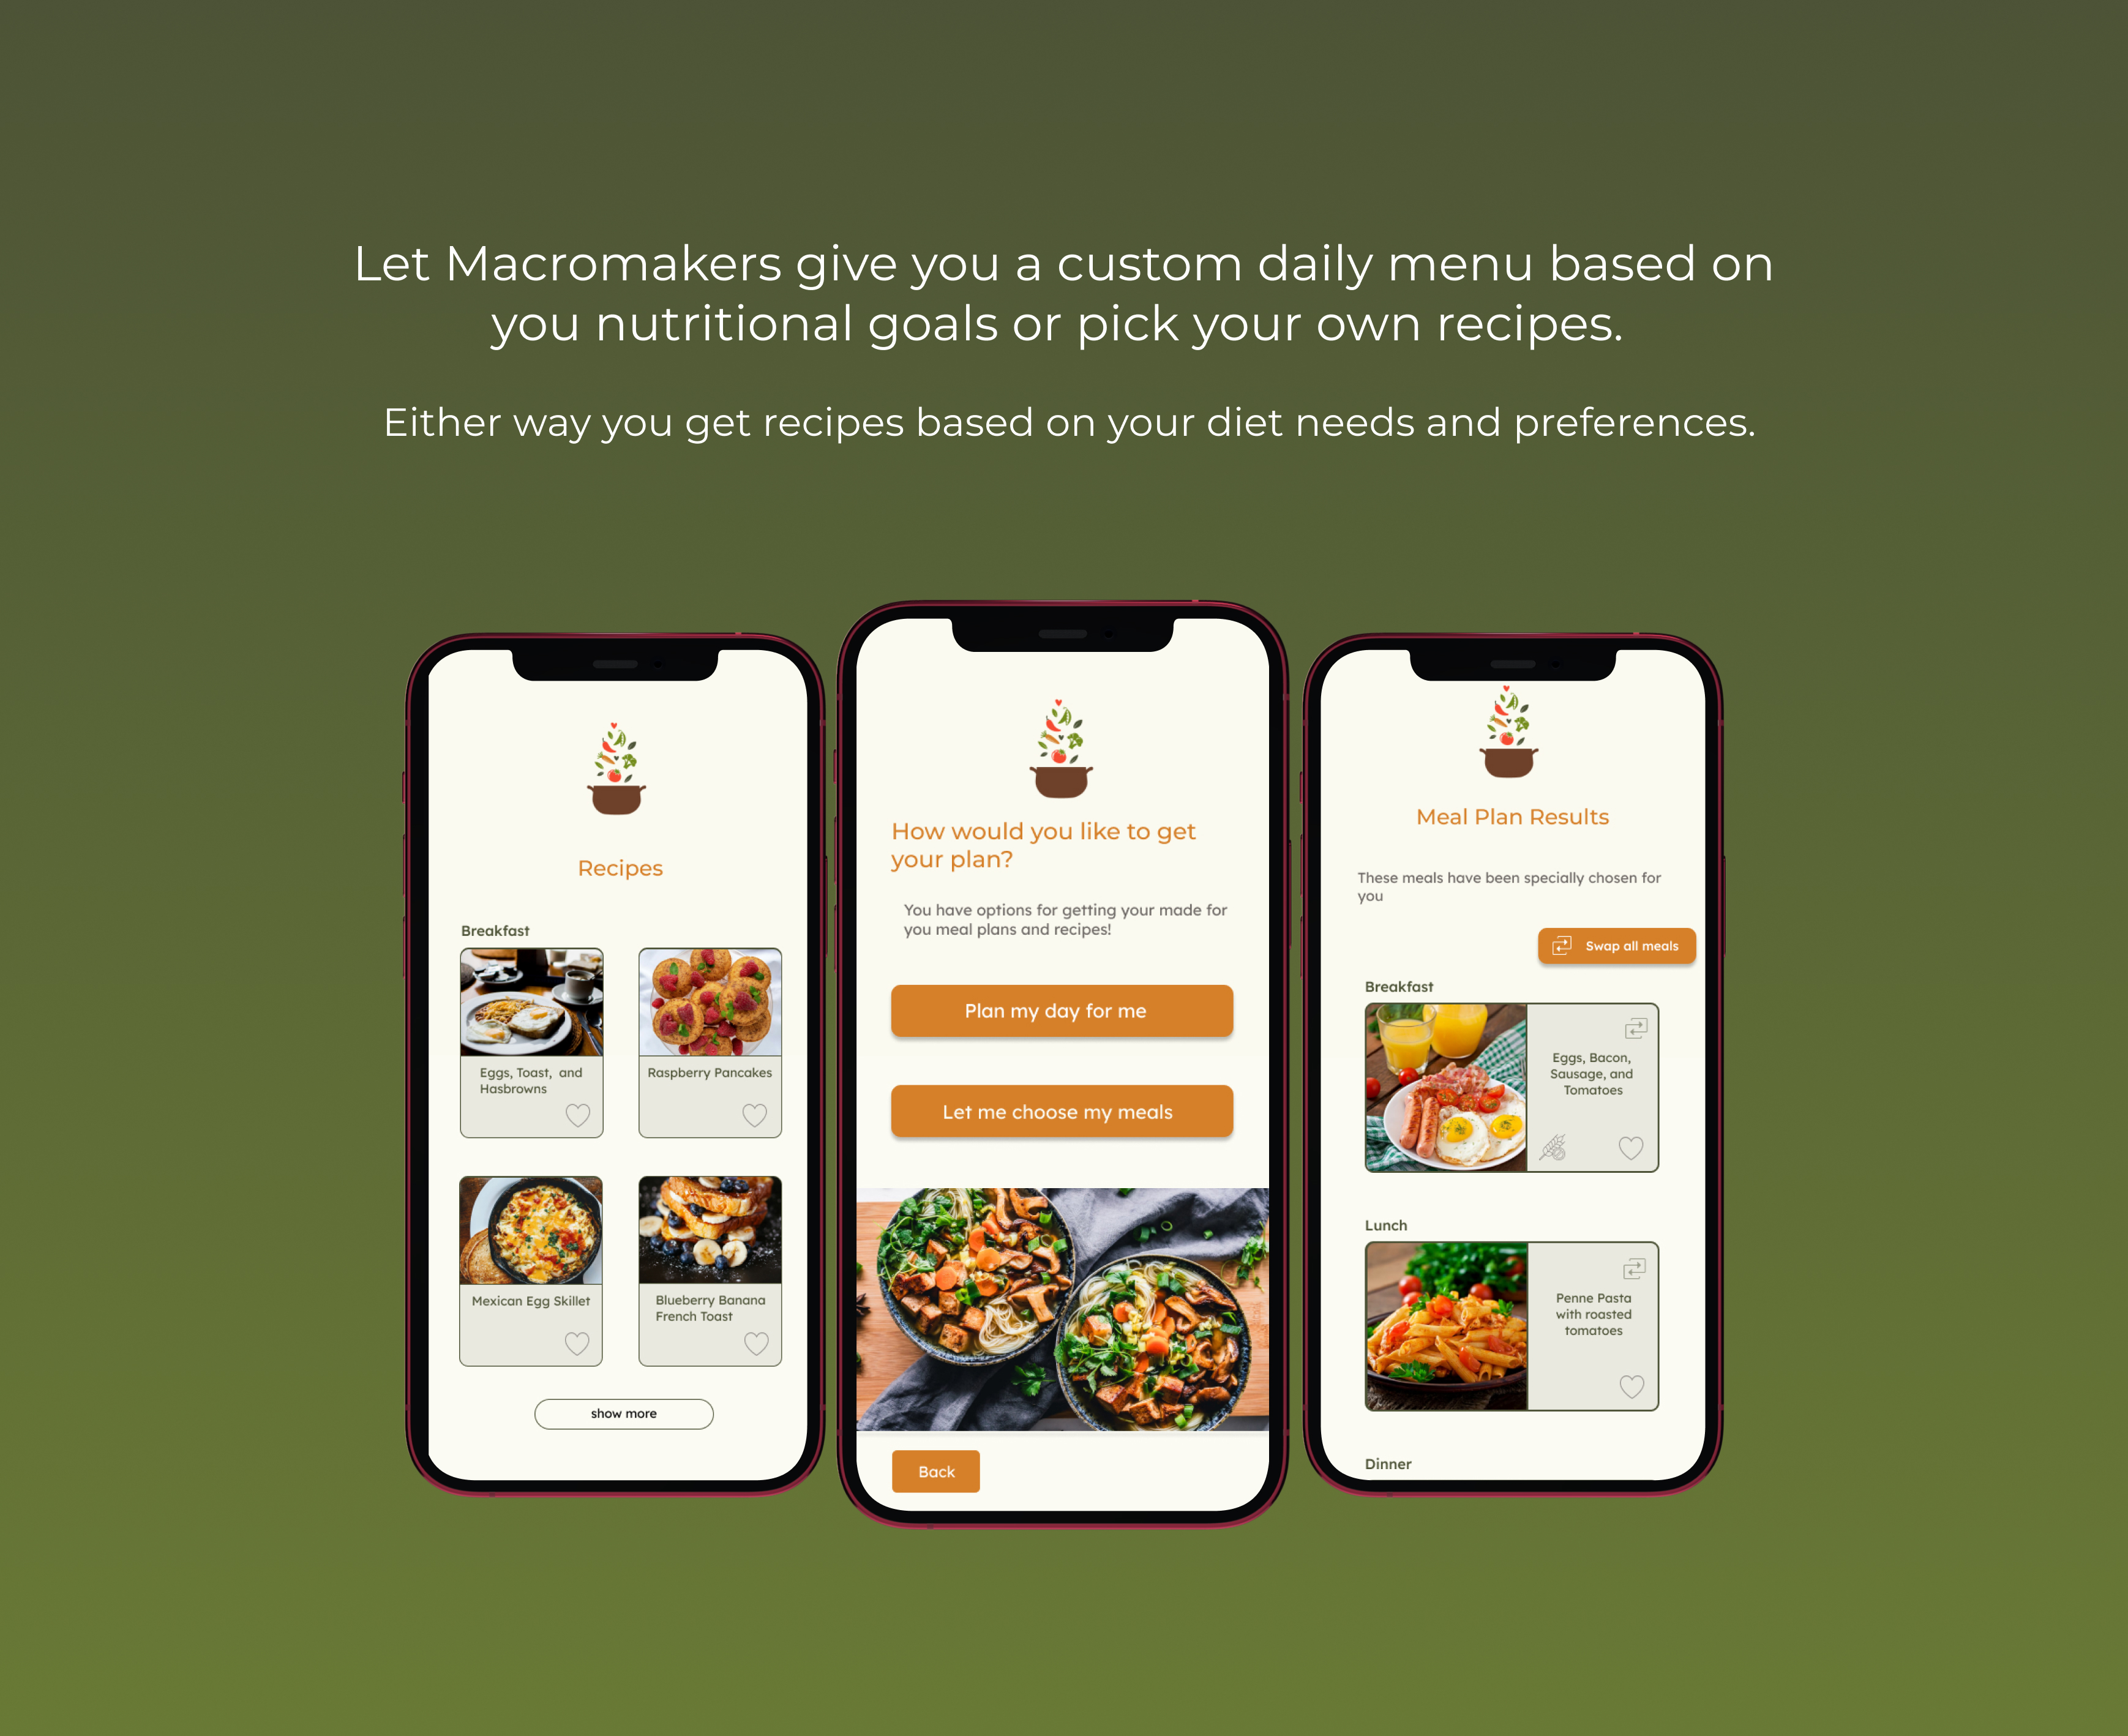 Let Macromakers give you a custom daily menu based on
you nutritional goals or pick your own recipes.
Either way you get recipes based on your diet needs and preferences.
Recipes
Breakfast
Eggs, Toast, and
Hasbrowns
Raspberry Pancakes
Mexican Egg Skillet
Blueberry Banana
French Toast
show more
How would you like to get
your plan?
You have options for getting your made for
you meal plans and recipes!
Plan my day for me
Let me choose my meals
Back
Meal Plan Results
These meals have been specially chosen for
you
Swap all meals
Breakfast
Eggs, Bacon,
Sausage, and
Tomatoes
Lunch
Penne Pasta
with roasted
tomatoes
Dinner